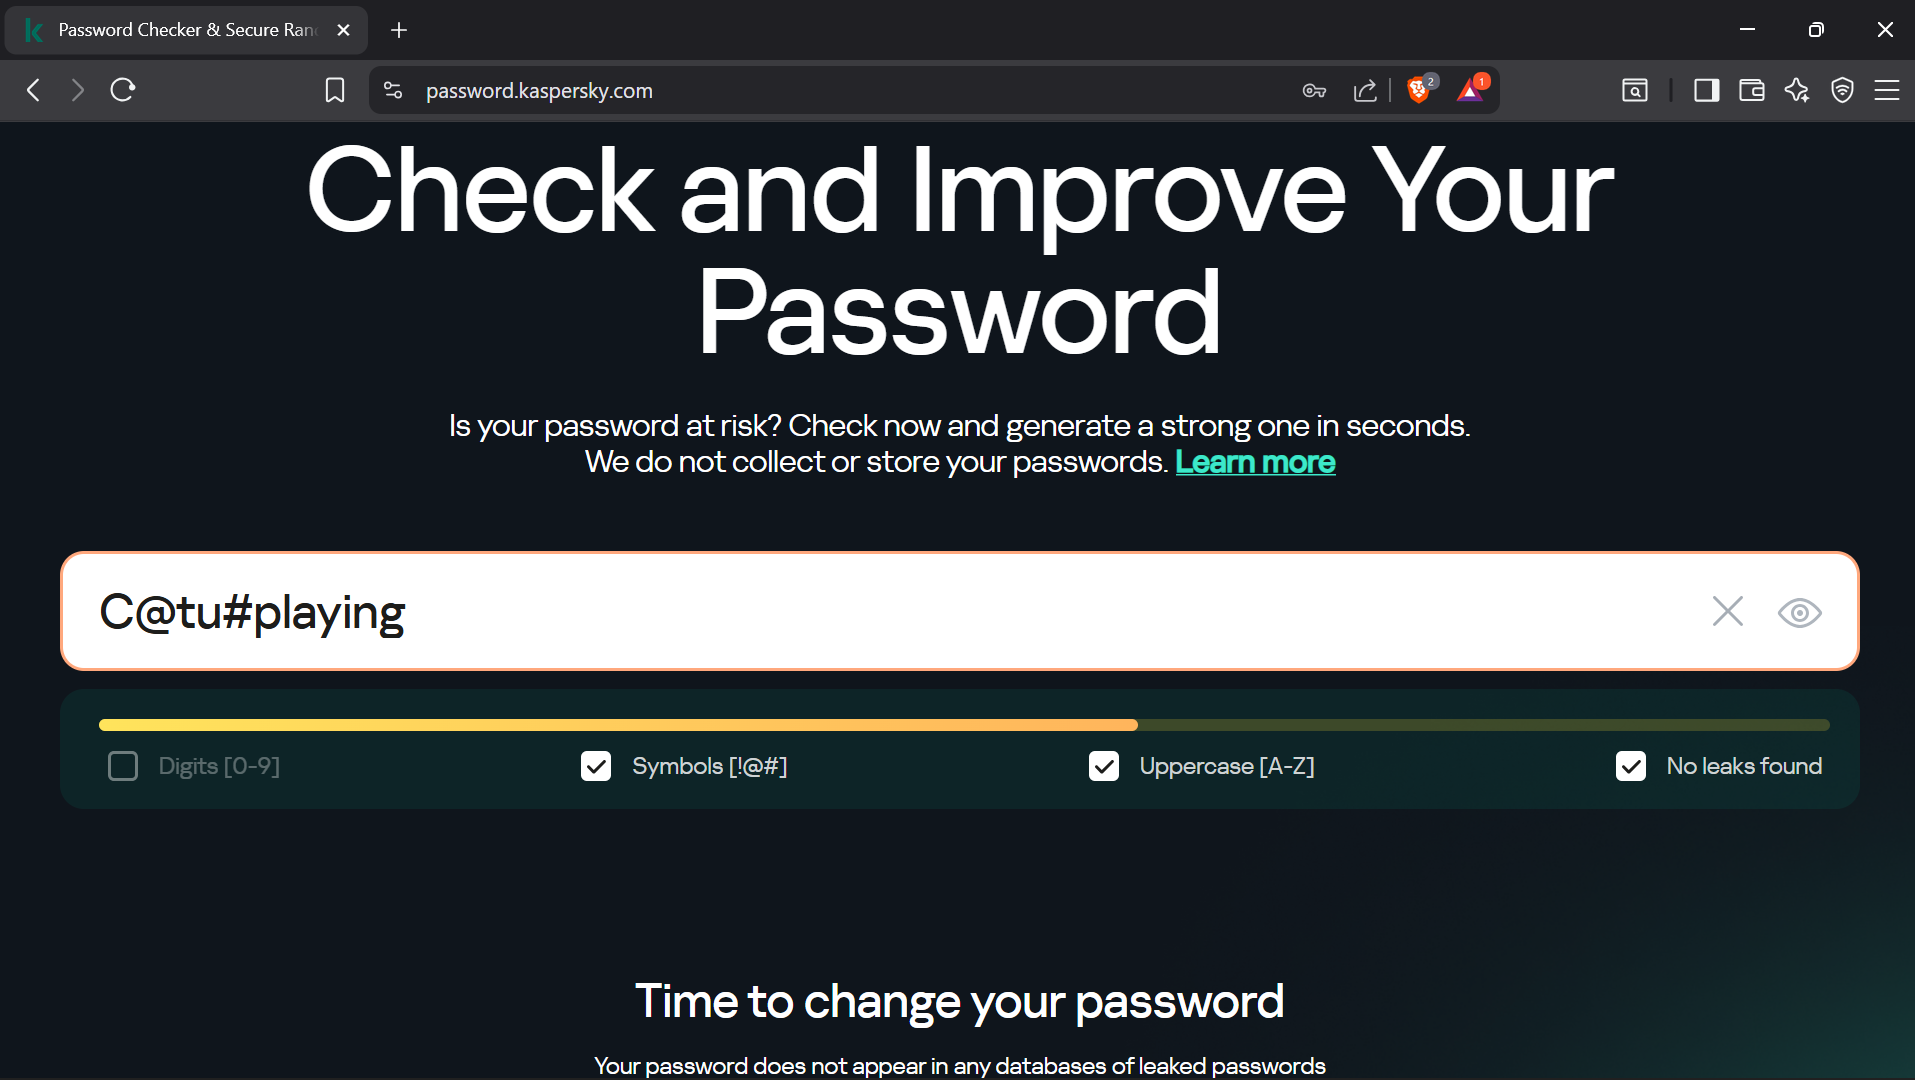 Password Checker & Secure Ran
password.kaspersky.com
2
1
Check and Improve Your
Password
Is your password at risk? Check now and generate a strong one in seconds.
We do not collect or store your passwords. Learn more
C@tu#playing
Digits [0-9]
Symbols [!@#]
Uppercase [A-Z]
No leaks found
Time to change your password
Your password does not appear in any databases of leaked passwords